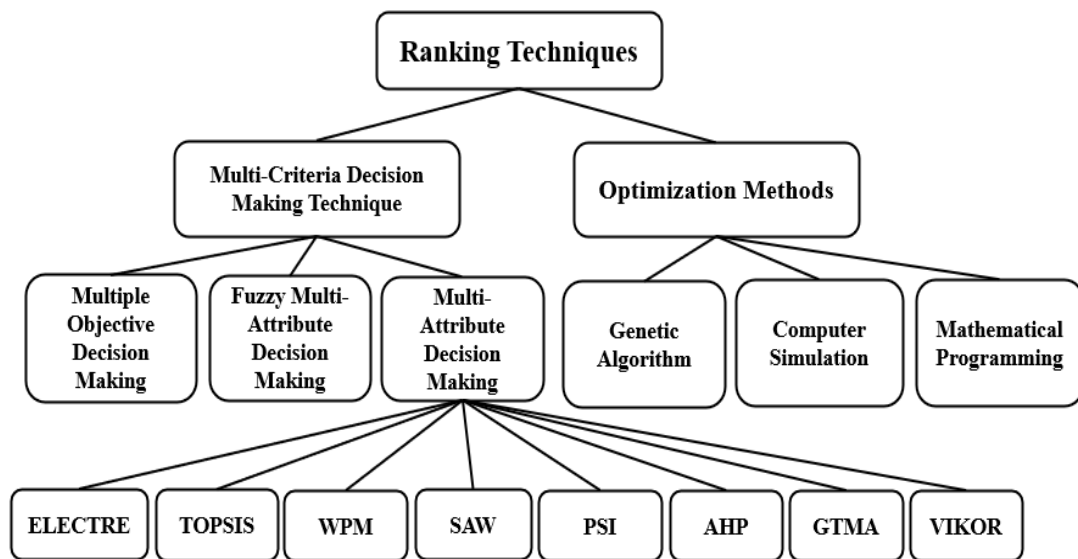 Ranking Techniques
Multi-Criteria Decision
Making Technique
Optimization Methods
Multiple
Objective
Decision
Making
Fuzzy Multi-
Attribute
Decision
Making
Multi-
Attribute
Decision
Making
Genetic
Algorithm
Computer
Simulation
Mathematical
Programming
ELECTRE
TOPSIS
WPM
SAW
PSI
AHP
GTMA
VIKOR